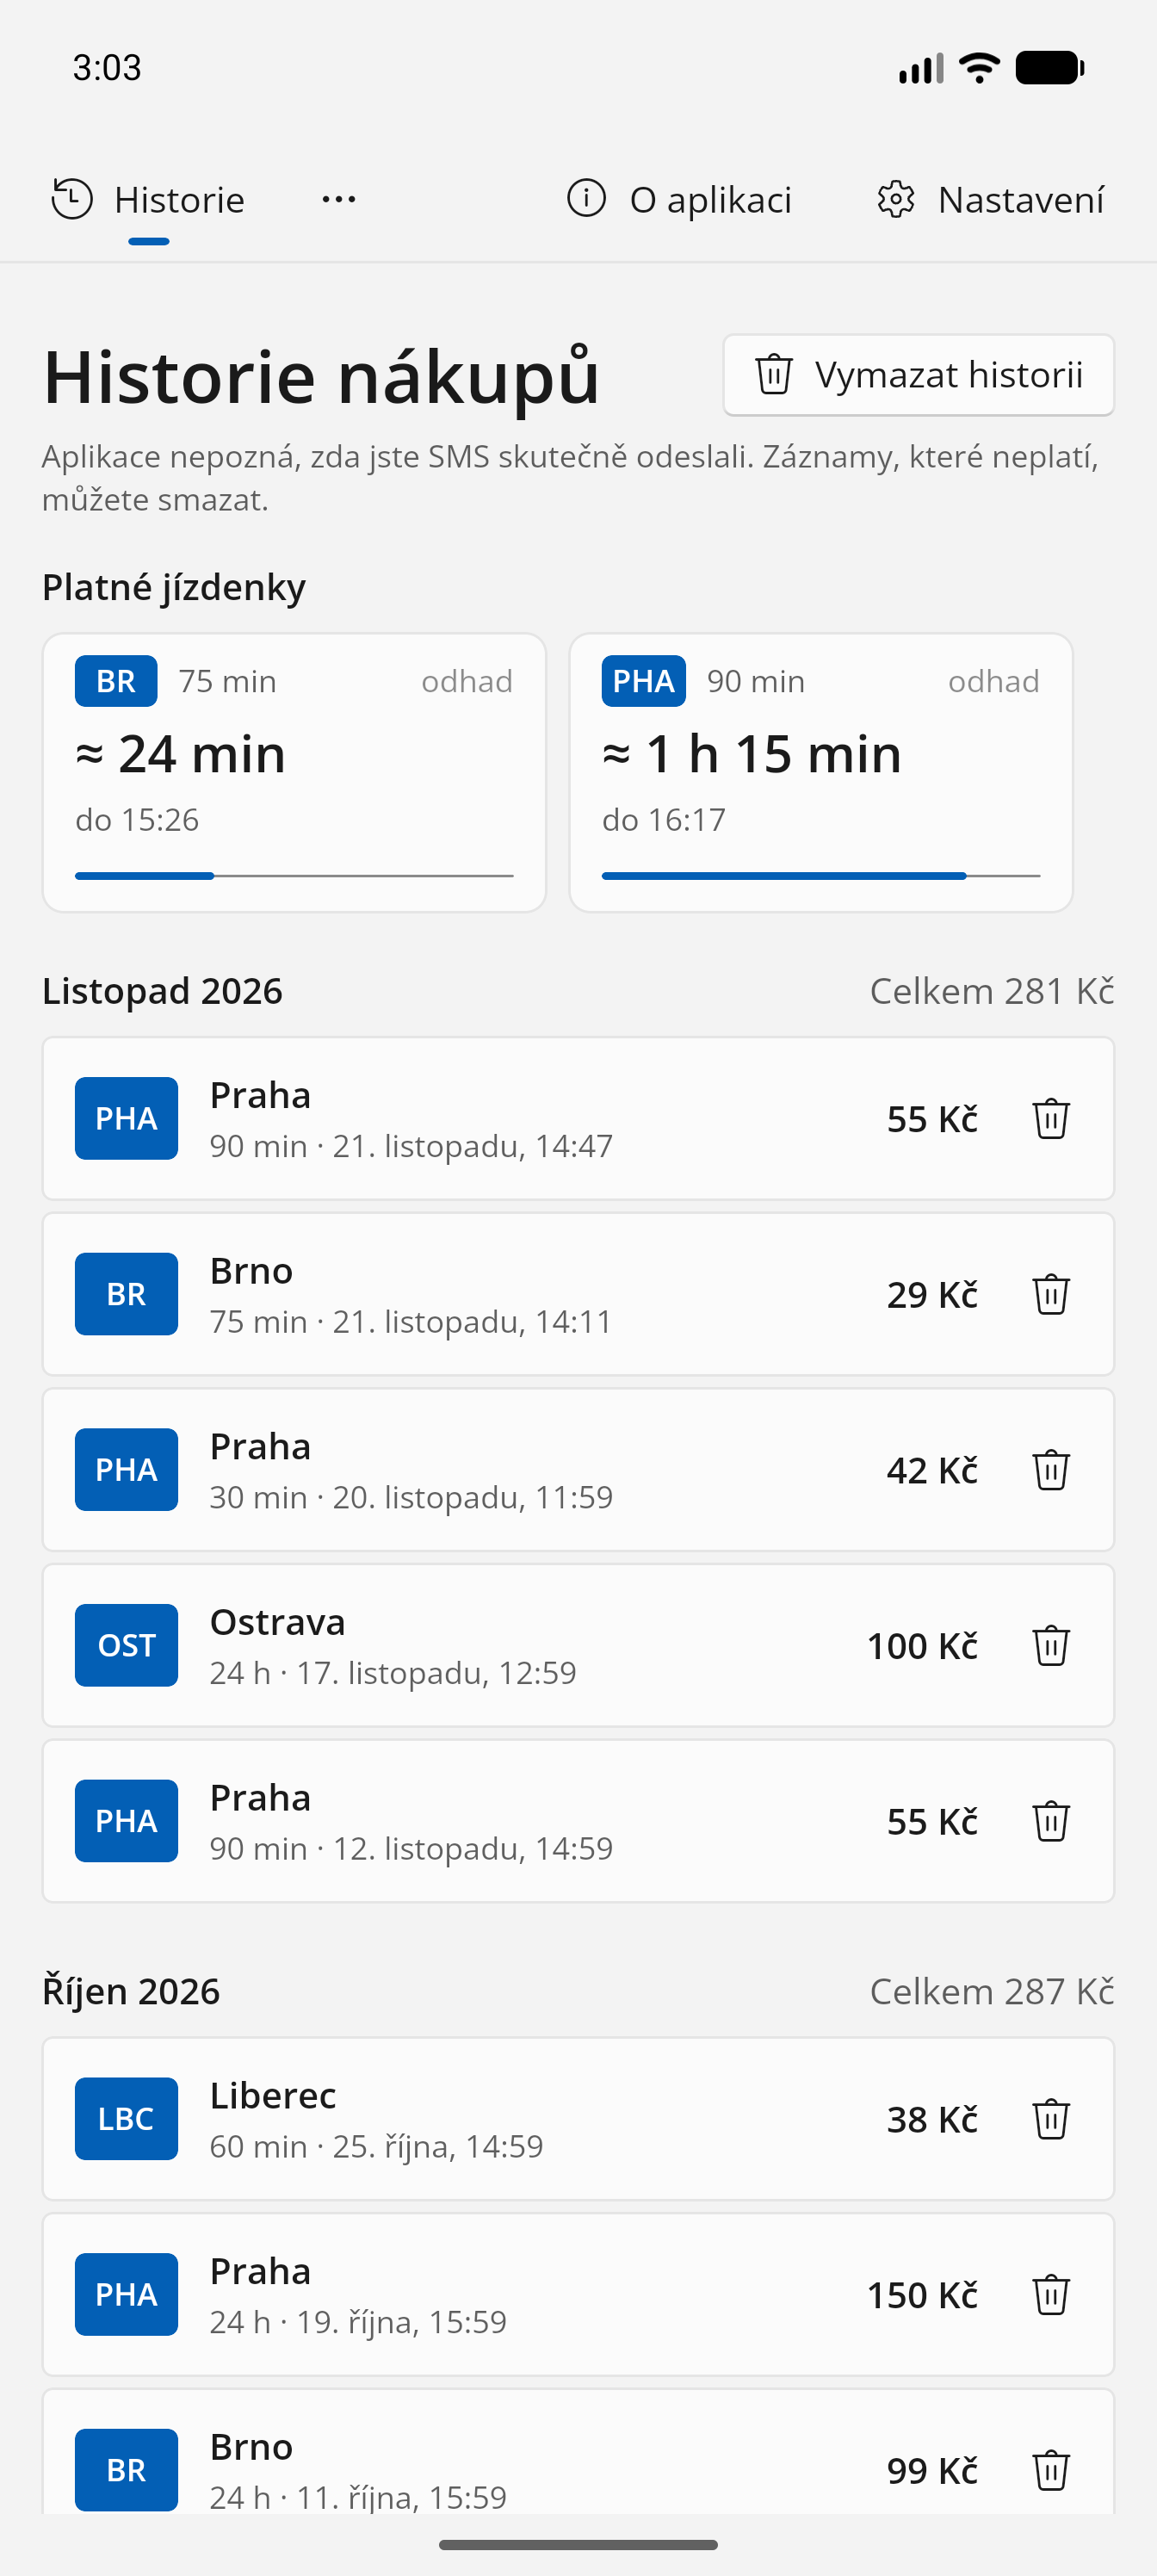 3:03
Historie
O aplikaci
Nastavení
Historie nákupů
Vymazat historii
Aplikace nepozná, zda jste SMS skutečně odeslali. Záznamy, které neplatí,
můžete smazat.
Platné jízdenky
BR 75 min odhad
≈ 24 min
do 15:26
PHA 90 min odhad
≈ 1 h 15 min
do 16:17
Listopad 2026 Celkem 281 Kč
PHA
Praha
90 min · 21. listopadu, 14:47
55 Kč
BR
Brno
75 min · 21. listopadu, 14:11
29 Kč
PHA
Praha
30 min · 20. listopadu, 11:59
42 Kč
OST
Ostrava
24 h · 17. listopadu, 12:59
100 Kč
PHA
Praha
90 min · 12. listopadu, 14:59
55 Kč
Říjen 2026 Celkem 287 Kč
LBC
Liberec
60 min · 25. října, 14:59
38 Kč
PHA
Praha
24 h · 19. října, 15:59
150 Kč
BR
Brno
24 h · 11. října, 15:59
99 Kč